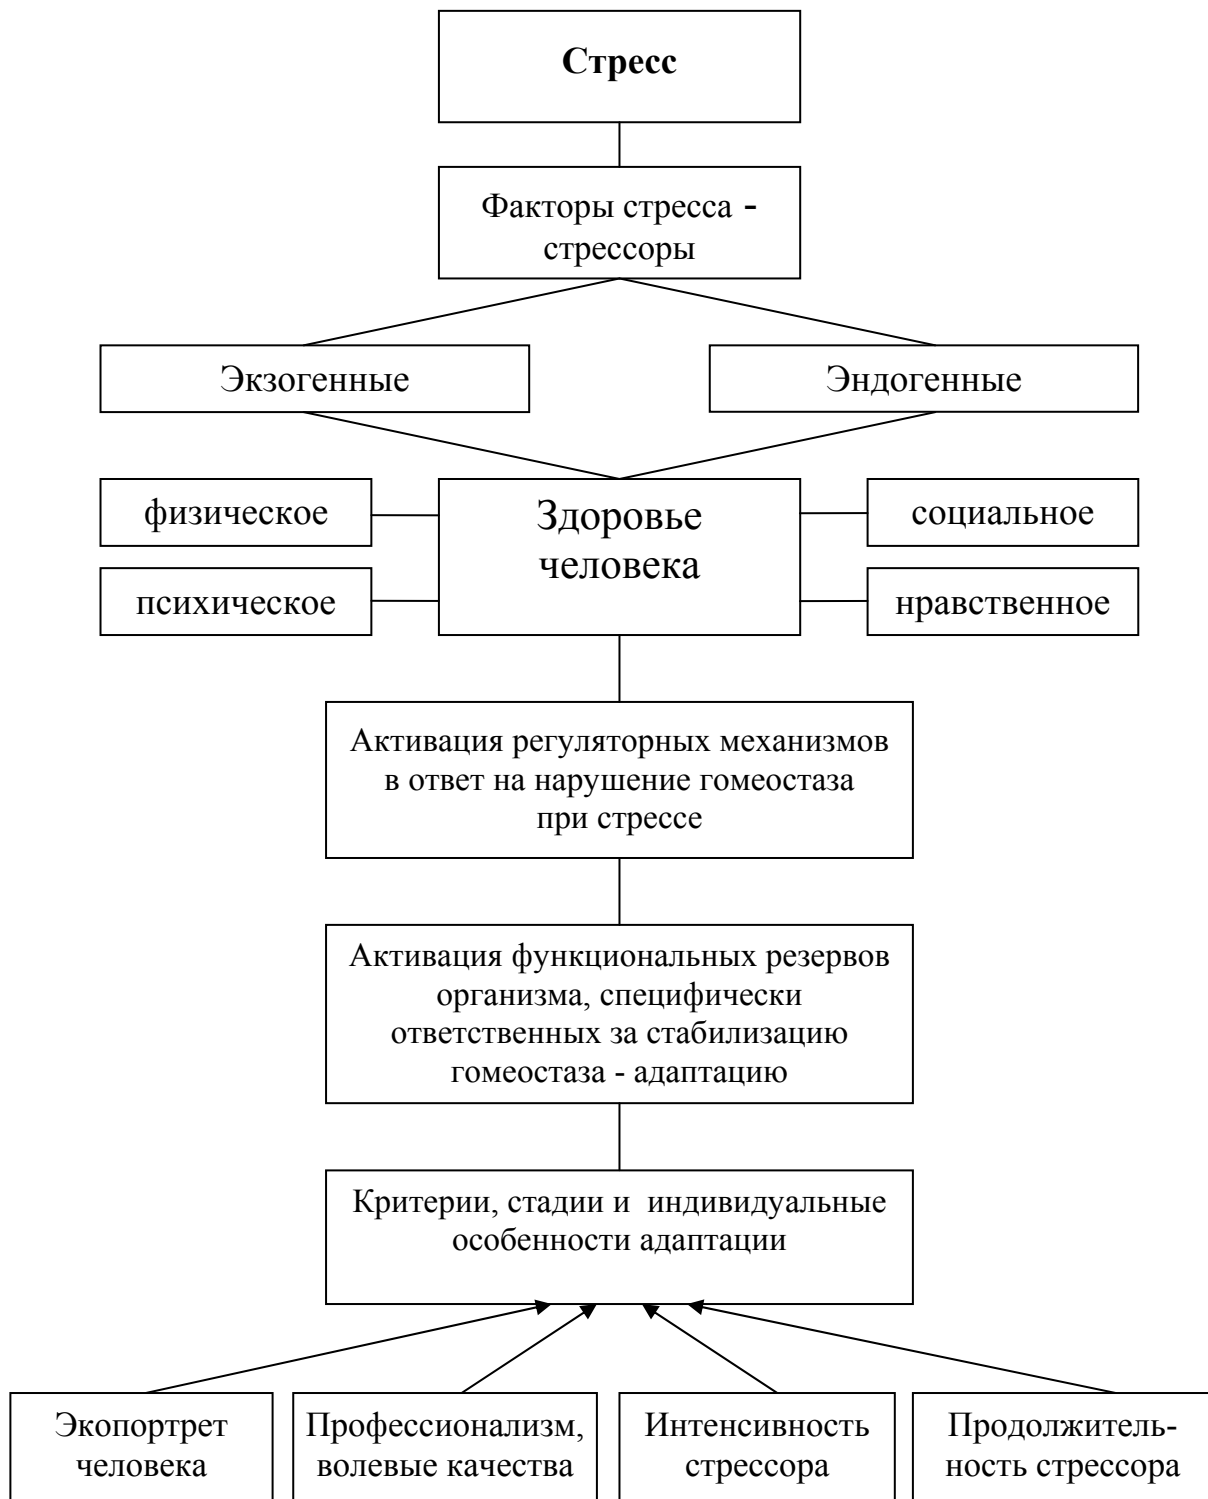 Стресс
Факторы стресса -
стрессоры
Экзогенные
Эндогенные
физическое
Здоровье
человека
социальное
психическое
нравственное
Активация регуляторных механизмов
в ответ на нарушение гомеостаза
при стрессе
Активация функциональных резервов
организма, специфически
ответственных за стабилизацию
гомеостаза - адаптацию
Критерии, стадии и индивидуальные
особенности адаптации
Экопортрет
человека
Профессионализм,
волевые качества
Интенсивность
стрессора
Продолжитель-
ность стрессора